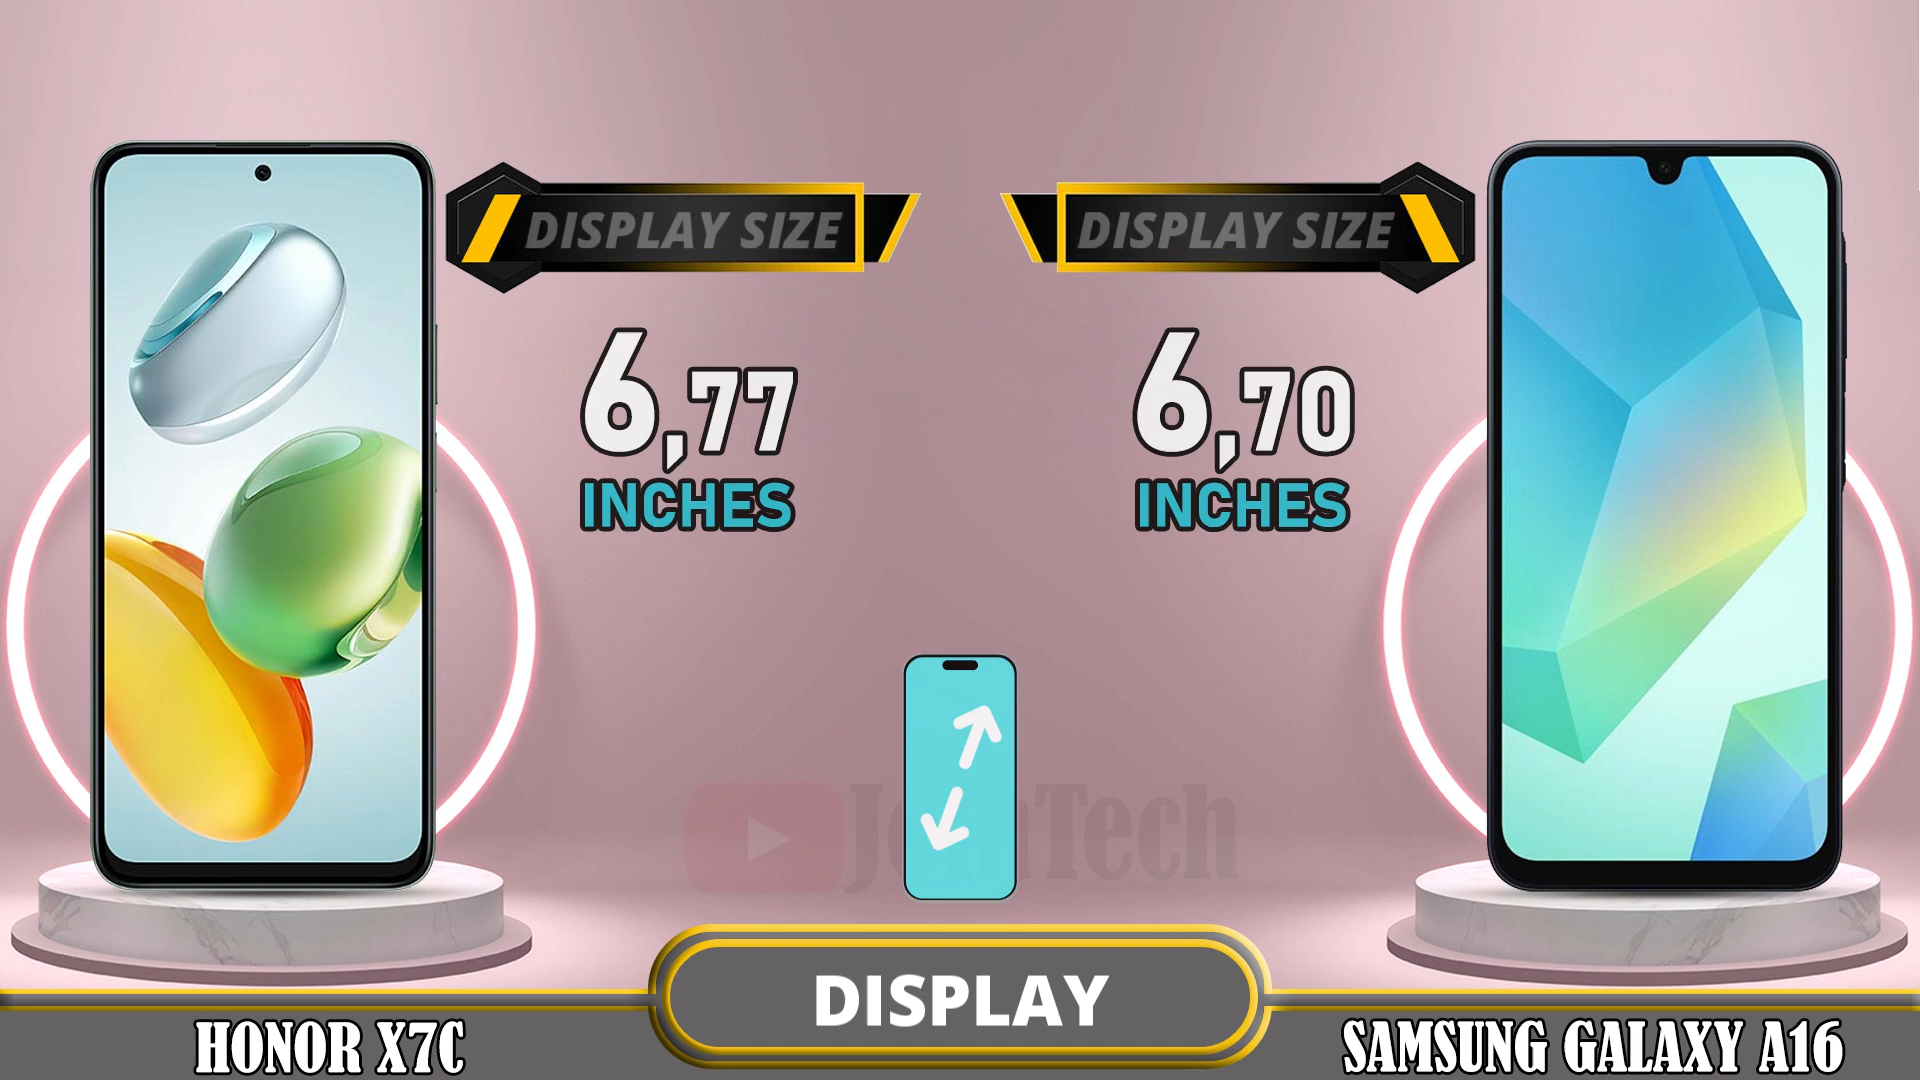 DISPLAY SIZE
6,77
INCHES
DISPLAY SIZE
6,70
INCHES
DISPLAY
HONOR X7C
SAMSUNG GALAXY A16